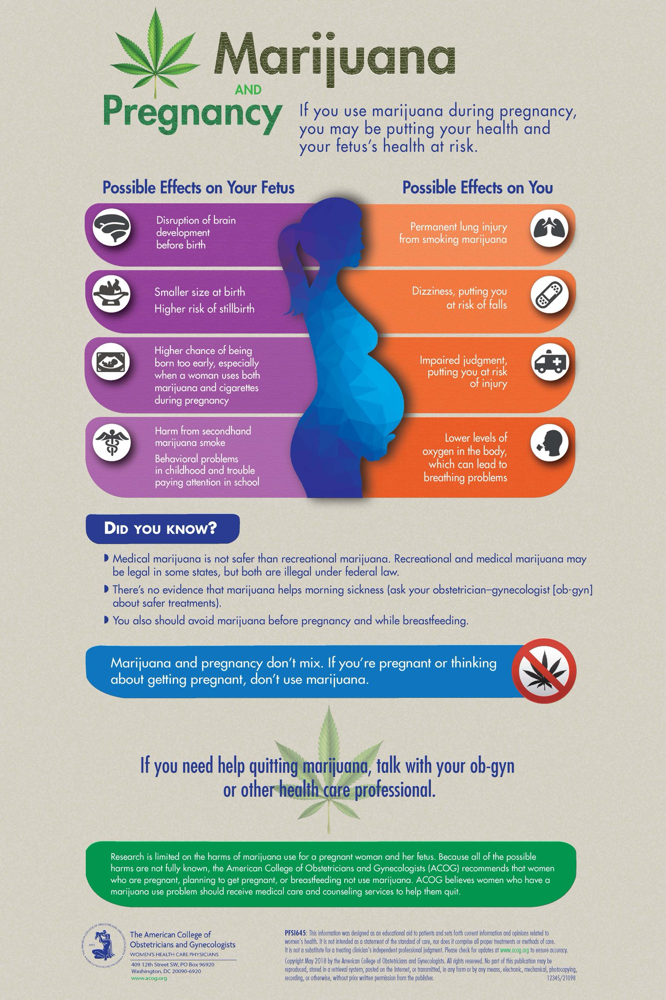 Marijuana
AND
Pregnancy
If you use marijuana during pregnancy,
you may be putting your health and
your fetus's health at risk.
Possible Effects on Your Fetus
Disruption of brain
development
before birth
Smaller size at birth
Higher risk of stillbirth
Higher chance of being
born too early, especially
when a woman uses both
marijuana and cigarettes
during pregnancy
Harm from secondhand
marijuana smoke
Behavioral problems
in childhood and trouble
paying attention in school
Possible Effects on You
Permanent lung injury
from smoking marijuana
Dizziness, putting you
at risk of falls
Impaired judgment,
putting you at risk
of injury
Lower levels of
oxygen in the body,
which can lead to
breathing problems
DID YOU KNOW?
Medical marijuana is not safer than recreational marijuana. Recreational and medical marijuana may
be legal in some states, but both are illegal under federal law.
There's no evidence that marijuana helps morning sickness (ask your obstetrician–gynecologist [ob-gyn]
about safer treatments).
You also should avoid marijuana before pregnancy and while breastfeeding.
Marijuana and pregnancy don't mix. If you're pregnant or thinking
about getting pregnant, don't use marijuana.
If you need help quitting marijuana, talk with your ob-gyn
or other health care professional.
Research is limited on the harms of marijuana use for a pregnant woman and her fetus. Because all of the possible
harms are not fully known, the American College of Obstetricians and Gynecologists (ACOG) recommends that women
who are pregnant, planning to get pregnant, or breastfeeding not use marijuana. ACOG believes women who have a
marijuana use problem should receive medical care and counseling services to help them quit.
THE AMERICAN COLLEGE OF OBSTETRICIANS AND GYNECOLOGISTS
1951
WOMEN'S HEALTH CARE PHYSICIANS
The American College of
Obstetricians and Gynecologists
WOMEN'S HEALTH CARE PHYSICIANS
409 12th Street SW, PO Box 96920
Washington, DC 20090-6920
www.acog.org
PFSI645: This information was designed as an educational aid to patients and sets forth current information and opinions related to
women's health. It is not intended as a statement of the standard of care, nor does it comprise all proper treatments or methods of care.
It is not a substitute for a treating clinician's independent professional judgment. Please check for updates at www.acog.org to ensure accuracy.
Copyright May 2018 by the American College of Obstetricians and Gynecologists. All rights reserved. No part of this publication may be
reproduced, stored in a retrieval system, posted on the Internet, or transmitted, in any form or by any means, electronic, mechanical, photocopying,
recording, or otherwise, without prior written permission from the publisher.
12345/21098